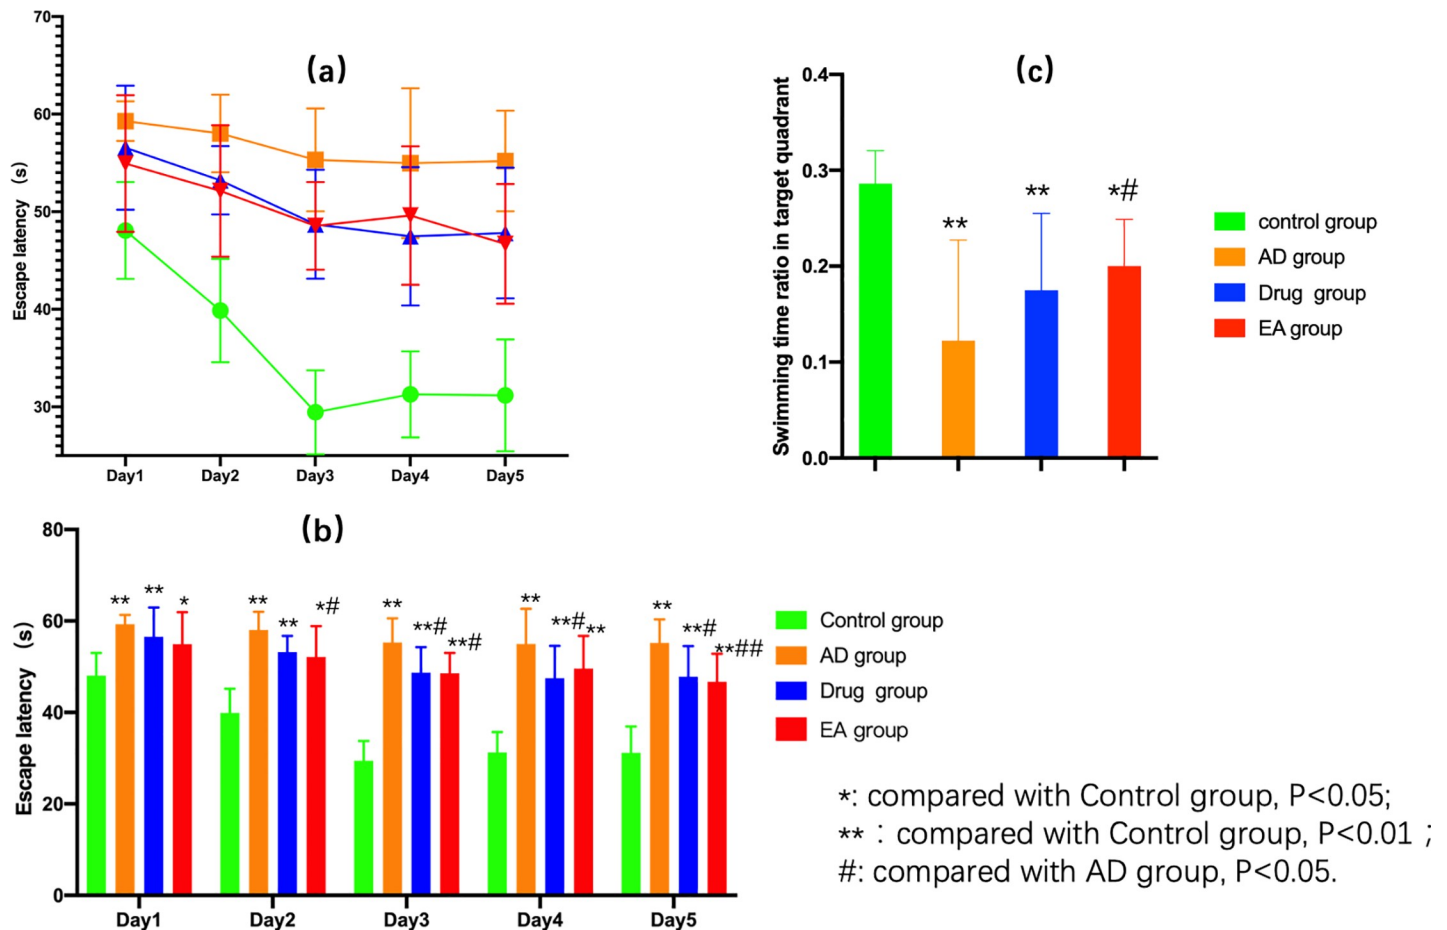 (a)
70
60
50
40
30
Escape latency (s)
Day1 Day2 Day3 Day4 Day5
(c)
0.4
0.3
0.2
0.1
0.0
Swimming time ratio in target quadrant
** ** *#
control group
AD group
Drug group
EA group
(b)
80
60
40
20
0
Escape latency (s)
** ** * ** ** *# ** **# **# ** **# ** ** **# **##
Day1 Day2 Day3 Day4 Day5
Control group
AD group
Drug group
EA group
*: compared with Control group, P<0.05;
**：compared with Control group, P<0.01；
#: compared with AD group, P<0.05.